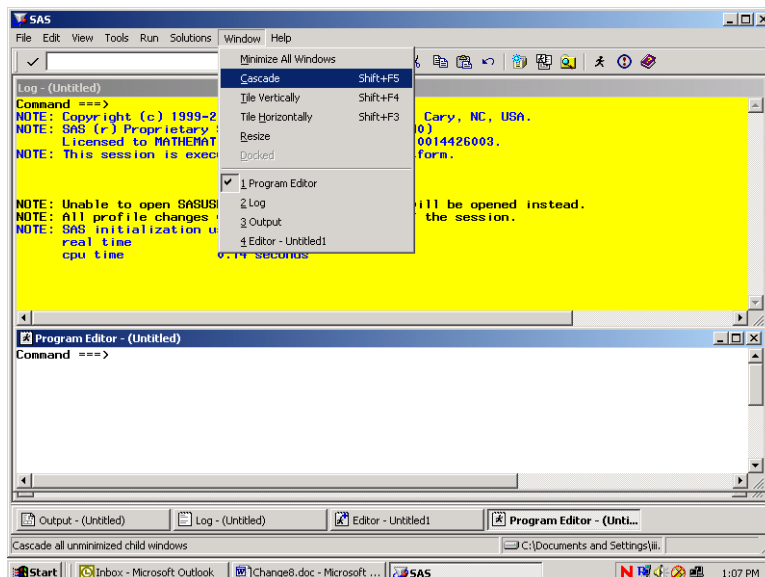 SAS
File Edit View Tools Run Solutions Window Help
Minimize All Windows
Cascade Shift+F5
Tile Vertically Shift+F4
Tile Horizontally Shift+F3
Resize
Docked
1 Program Editor
2 Log
3 Output
4 Editor - Untitled1
Log - (Untitled)
Command ===>
NOTE: Copyright (c) 1999-2 Cary, NC, USA.
NOTE: SAS (r) Proprietary 0)
Licensed to MATHEMAT 0014426003.
NOTE: This session is exec form.
NOTE: Unable to open SASUS ill be opened instead.
NOTE: All profile changes the session.
NOTE: SAS initialization u
real time
cpu time 0.14 seconds
Program Editor - (Untitled)
Command ===>
Output - (Untitled) Log - (Untitled) Editor - Untitled1 Program Editor - (Unti...
Cascade all unminimized child windows C:\Documents and Settings\iii.
Start Inbox - Microsoft Outlook Change8.doc - Microsoft ... SAS 1:07 PM